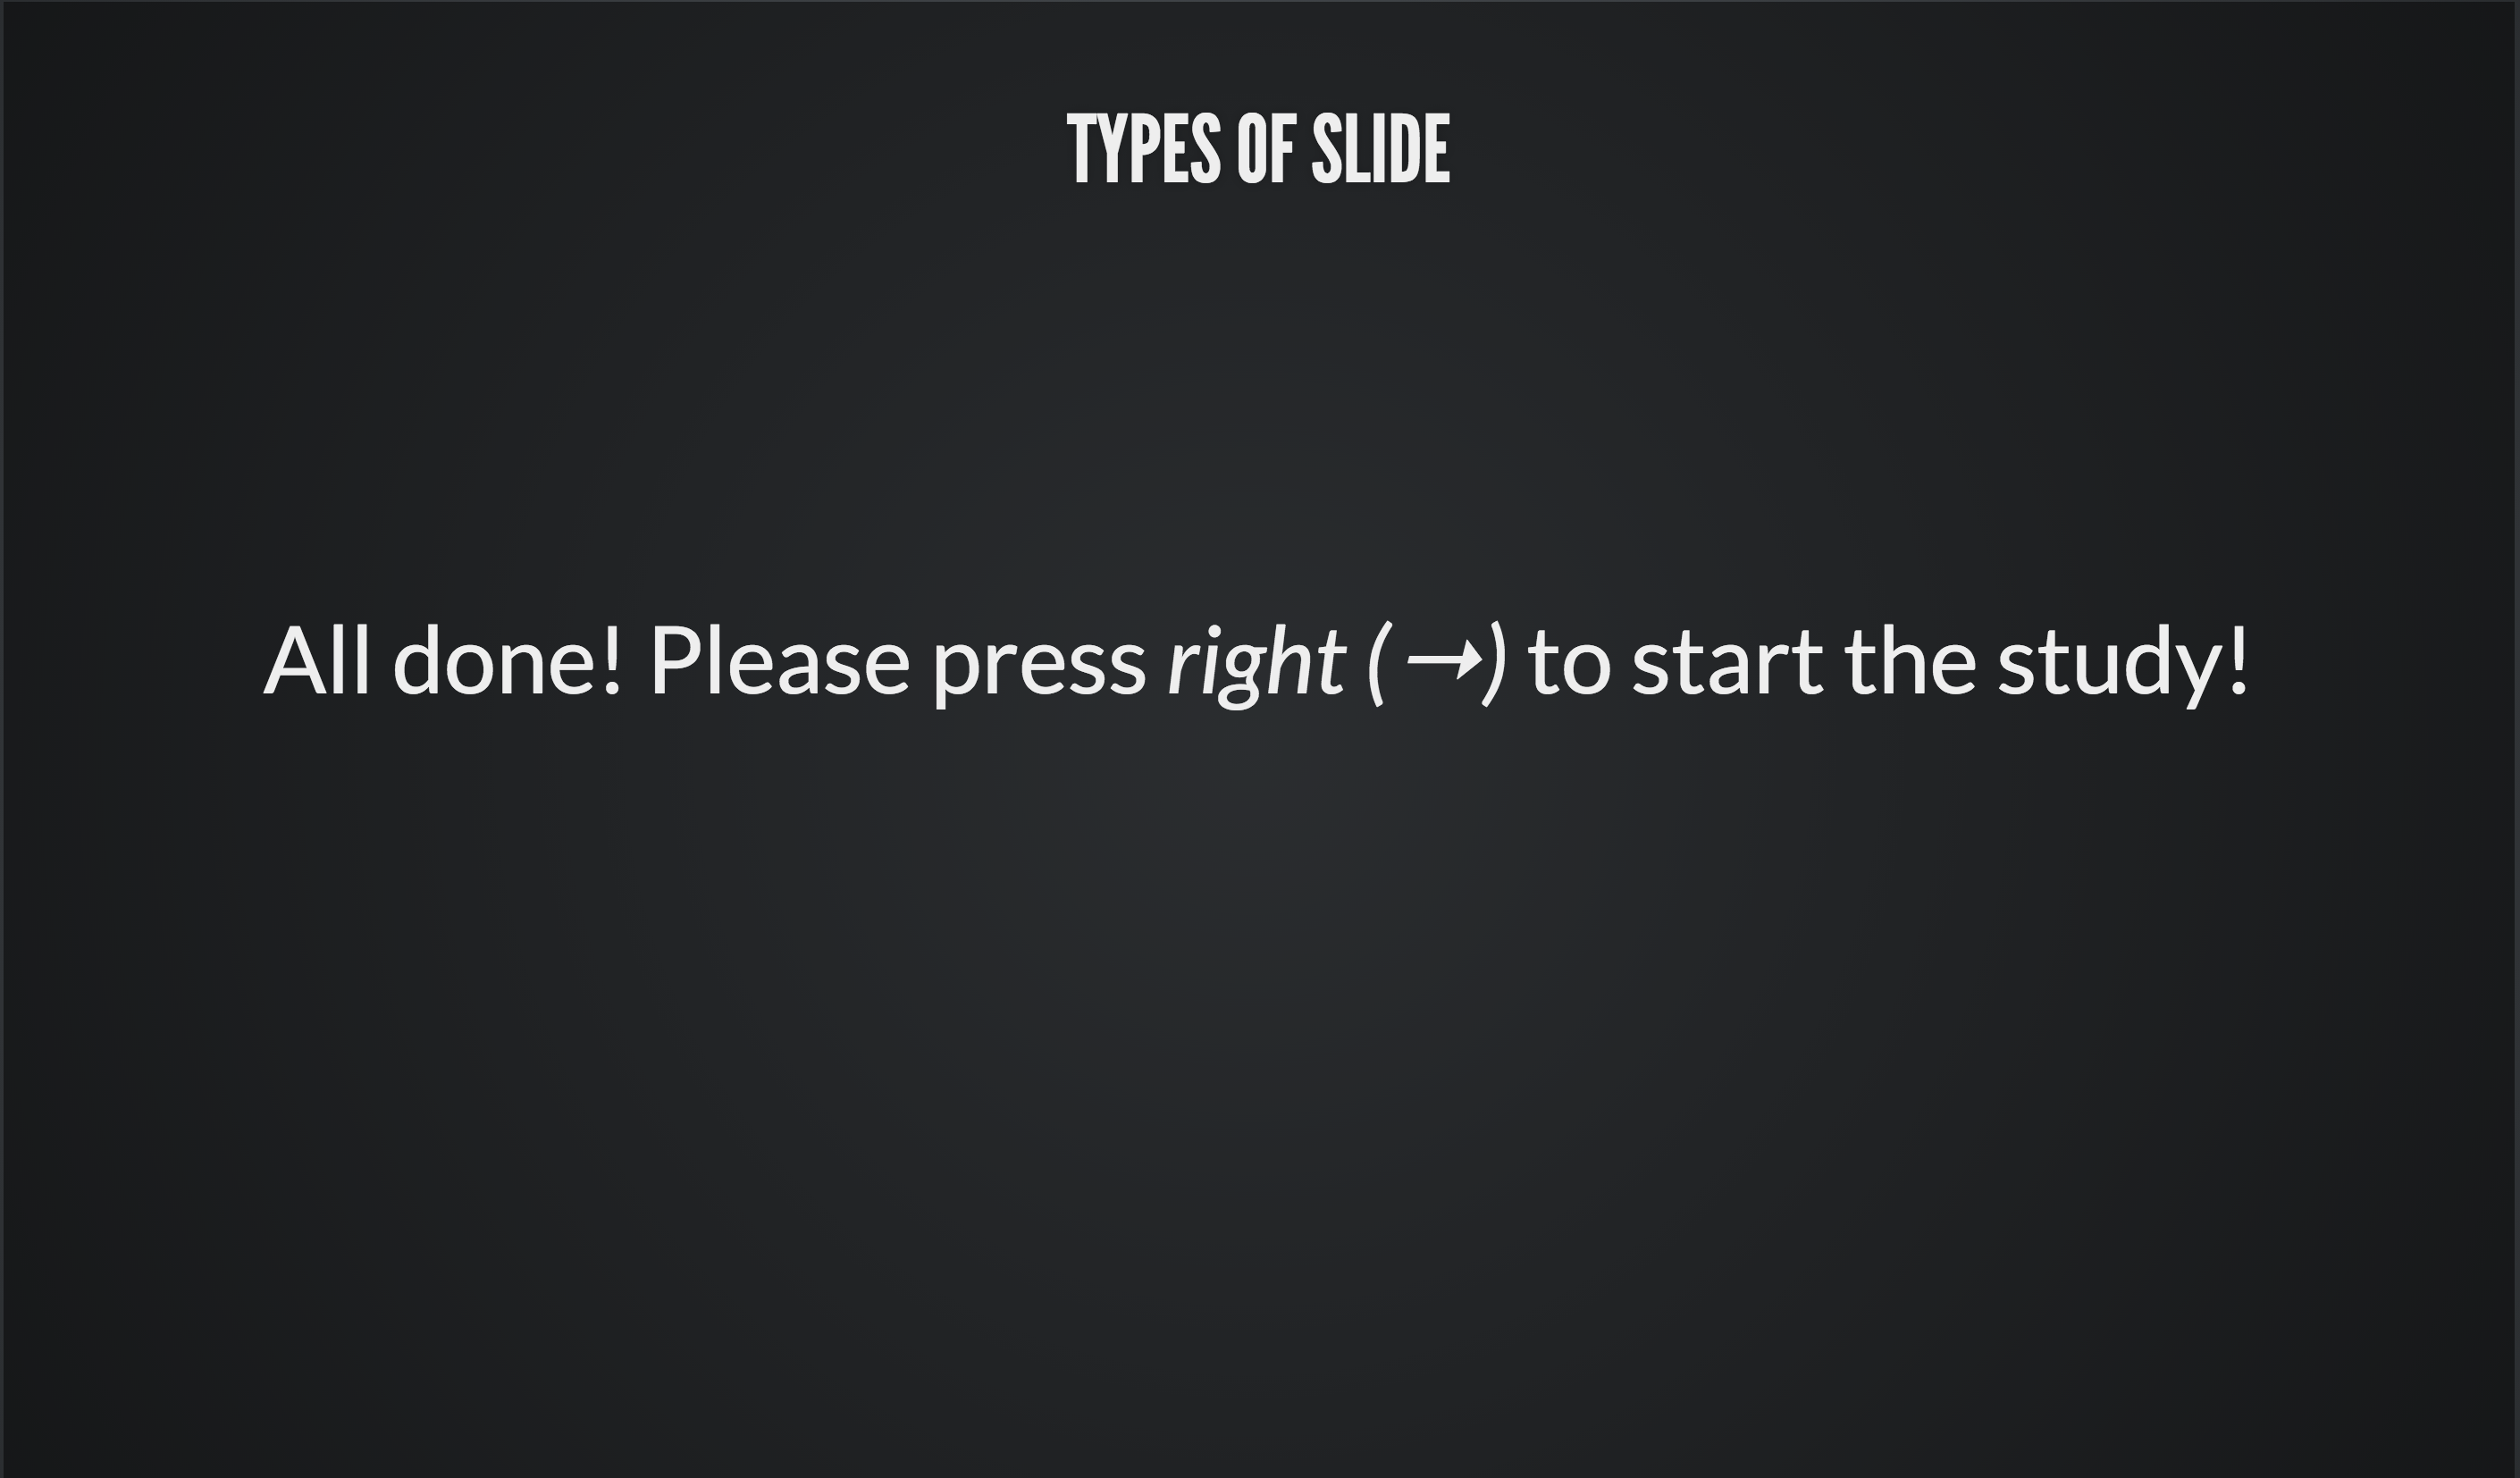 TYPES OF SLIDE
All done! Please press right (→) to start the study!